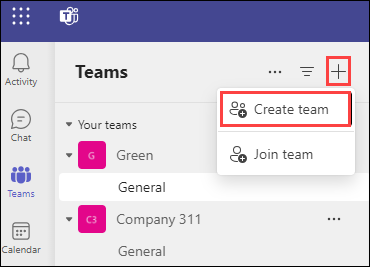 Activity
Chat
Teams
Calendar
Teams
Create team
Join team
Your teams
G
Green
General
C3
Company 311
General